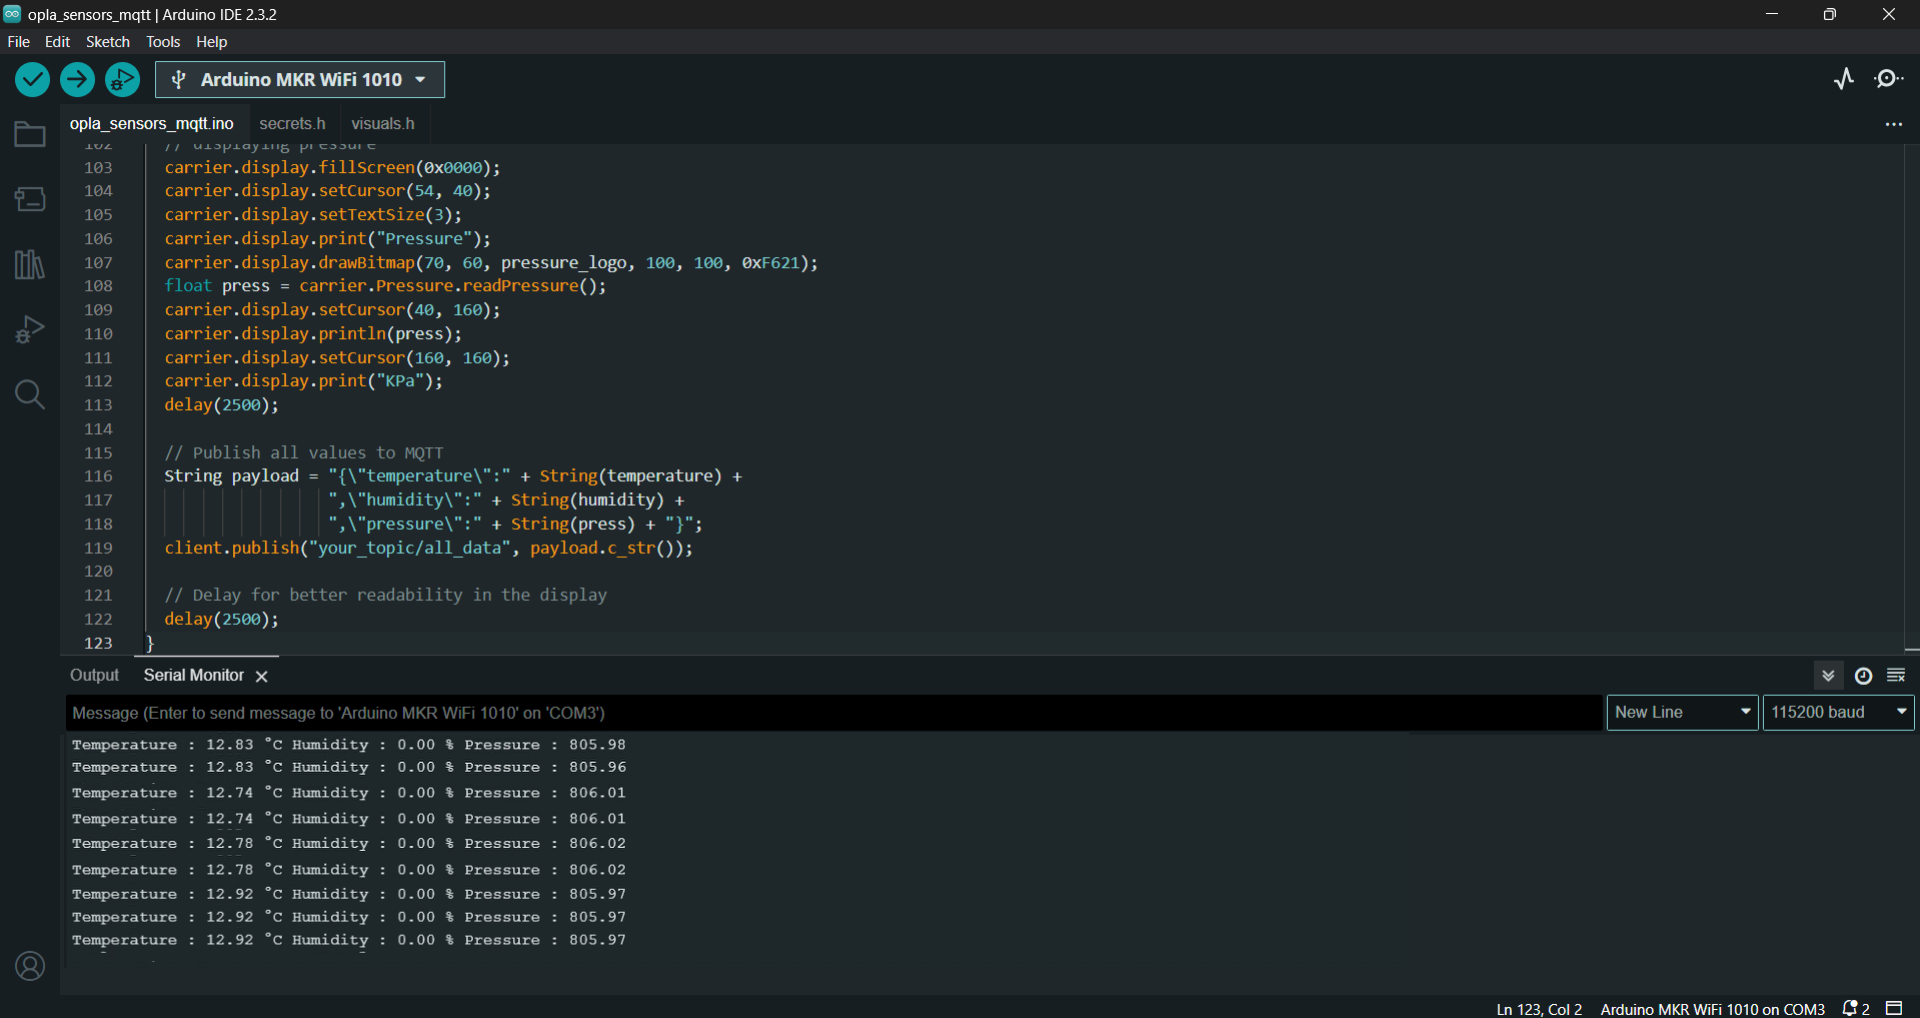 opla_sensors_mqtt | Arduino IDE 2.3.2
File Edit Sketch Tools Help
Arduino MKR WiFi 1010
opla_sensors_mqtt.ino secrets.h visuals.h
102 // displaying pressure
103 carrier.display.fillScreen(0x0000);
104 carrier.display.setCursor(54, 40);
105 carrier.display.setTextSize(3);
106 carrier.display.print("Pressure");
107 carrier.display.drawBitmap(70, 60, pressure_logo, 100, 100, 0xF621);
108 float press = carrier.Pressure.readPressure();
109 carrier.display.setCursor(40, 160);
110 carrier.display.println(press);
111 carrier.display.setCursor(160, 160);
112 carrier.display.print("KPa");
113 delay(2500);
114
115 // Publish all values to MQTT
116 String payload = "{\"temperature\":" + String(temperature) +
117 ",\"humidity\":" + String(humidity) +
118 ",\"pressure\":" + String(press) + "}";
119 client.publish("your_topic/all_data", payload.c_str());
120
121 // Delay for better readability in the display
122 delay(2500);
123 }
Output Serial Monitor
Message (Enter to send message to 'Arduino MKR WiFi 1010' on 'COM3') New Line 115200 baud
Temperature : 12.83 °C Humidity : 0.00 % Pressure : 805.98
Temperature : 12.83 °C Humidity : 0.00 % Pressure : 805.96
Temperature : 12.74 °C Humidity : 0.00 % Pressure : 806.01
Temperature : 12.74 °C Humidity : 0.00 % Pressure : 806.01
Temperature : 12.78 °C Humidity : 0.00 % Pressure : 806.02
Temperature : 12.78 °C Humidity : 0.00 % Pressure : 806.02
Temperature : 12.92 °C Humidity : 0.00 % Pressure : 805.97
Temperature : 12.92 °C Humidity : 0.00 % Pressure : 805.97
Temperature : 12.92 °C Humidity : 0.00 % Pressure : 805.97
Ln 123, Col 2 Arduino MKR WiFi 1010 on COM3 2